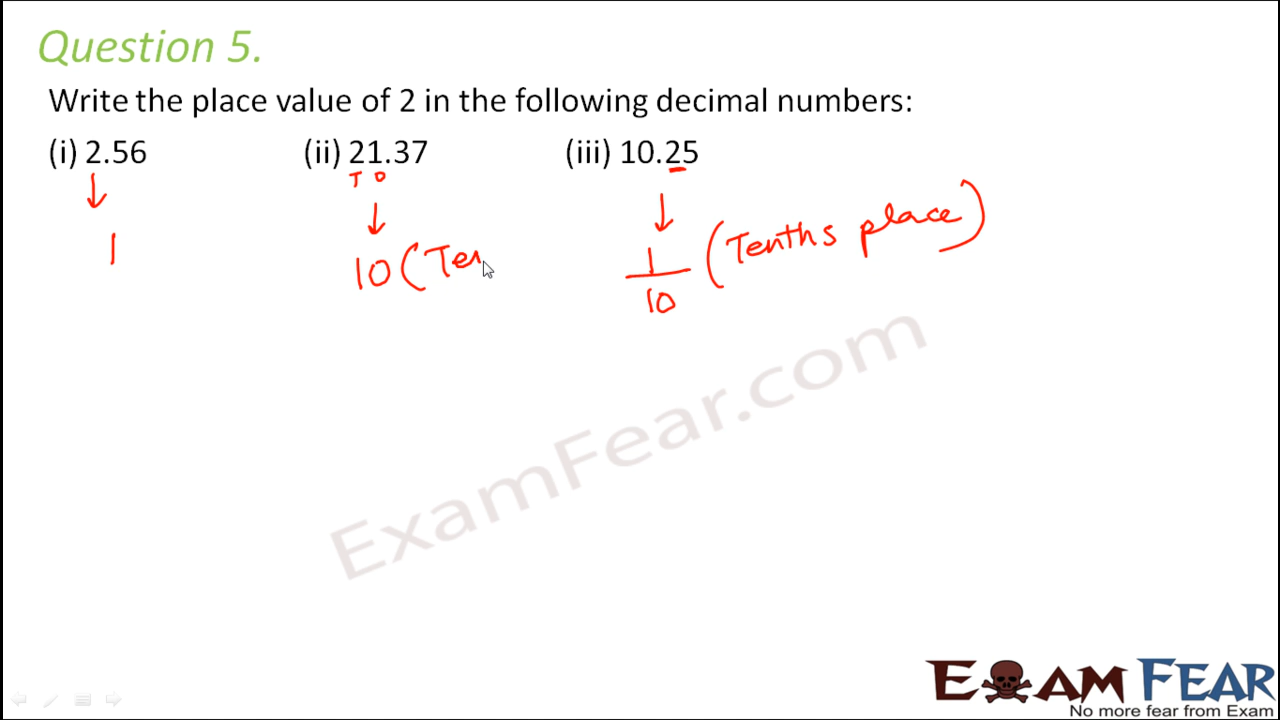 Question 5.
Write the place value of 2 in the following decimal numbers:
(i) 2.56 (ii) 21.37 (iii) 10.25
T O
1 10 (Ten 1/10 (Tenths place)
ExamFear.com
EXAM FEAR
No more fear from Exam